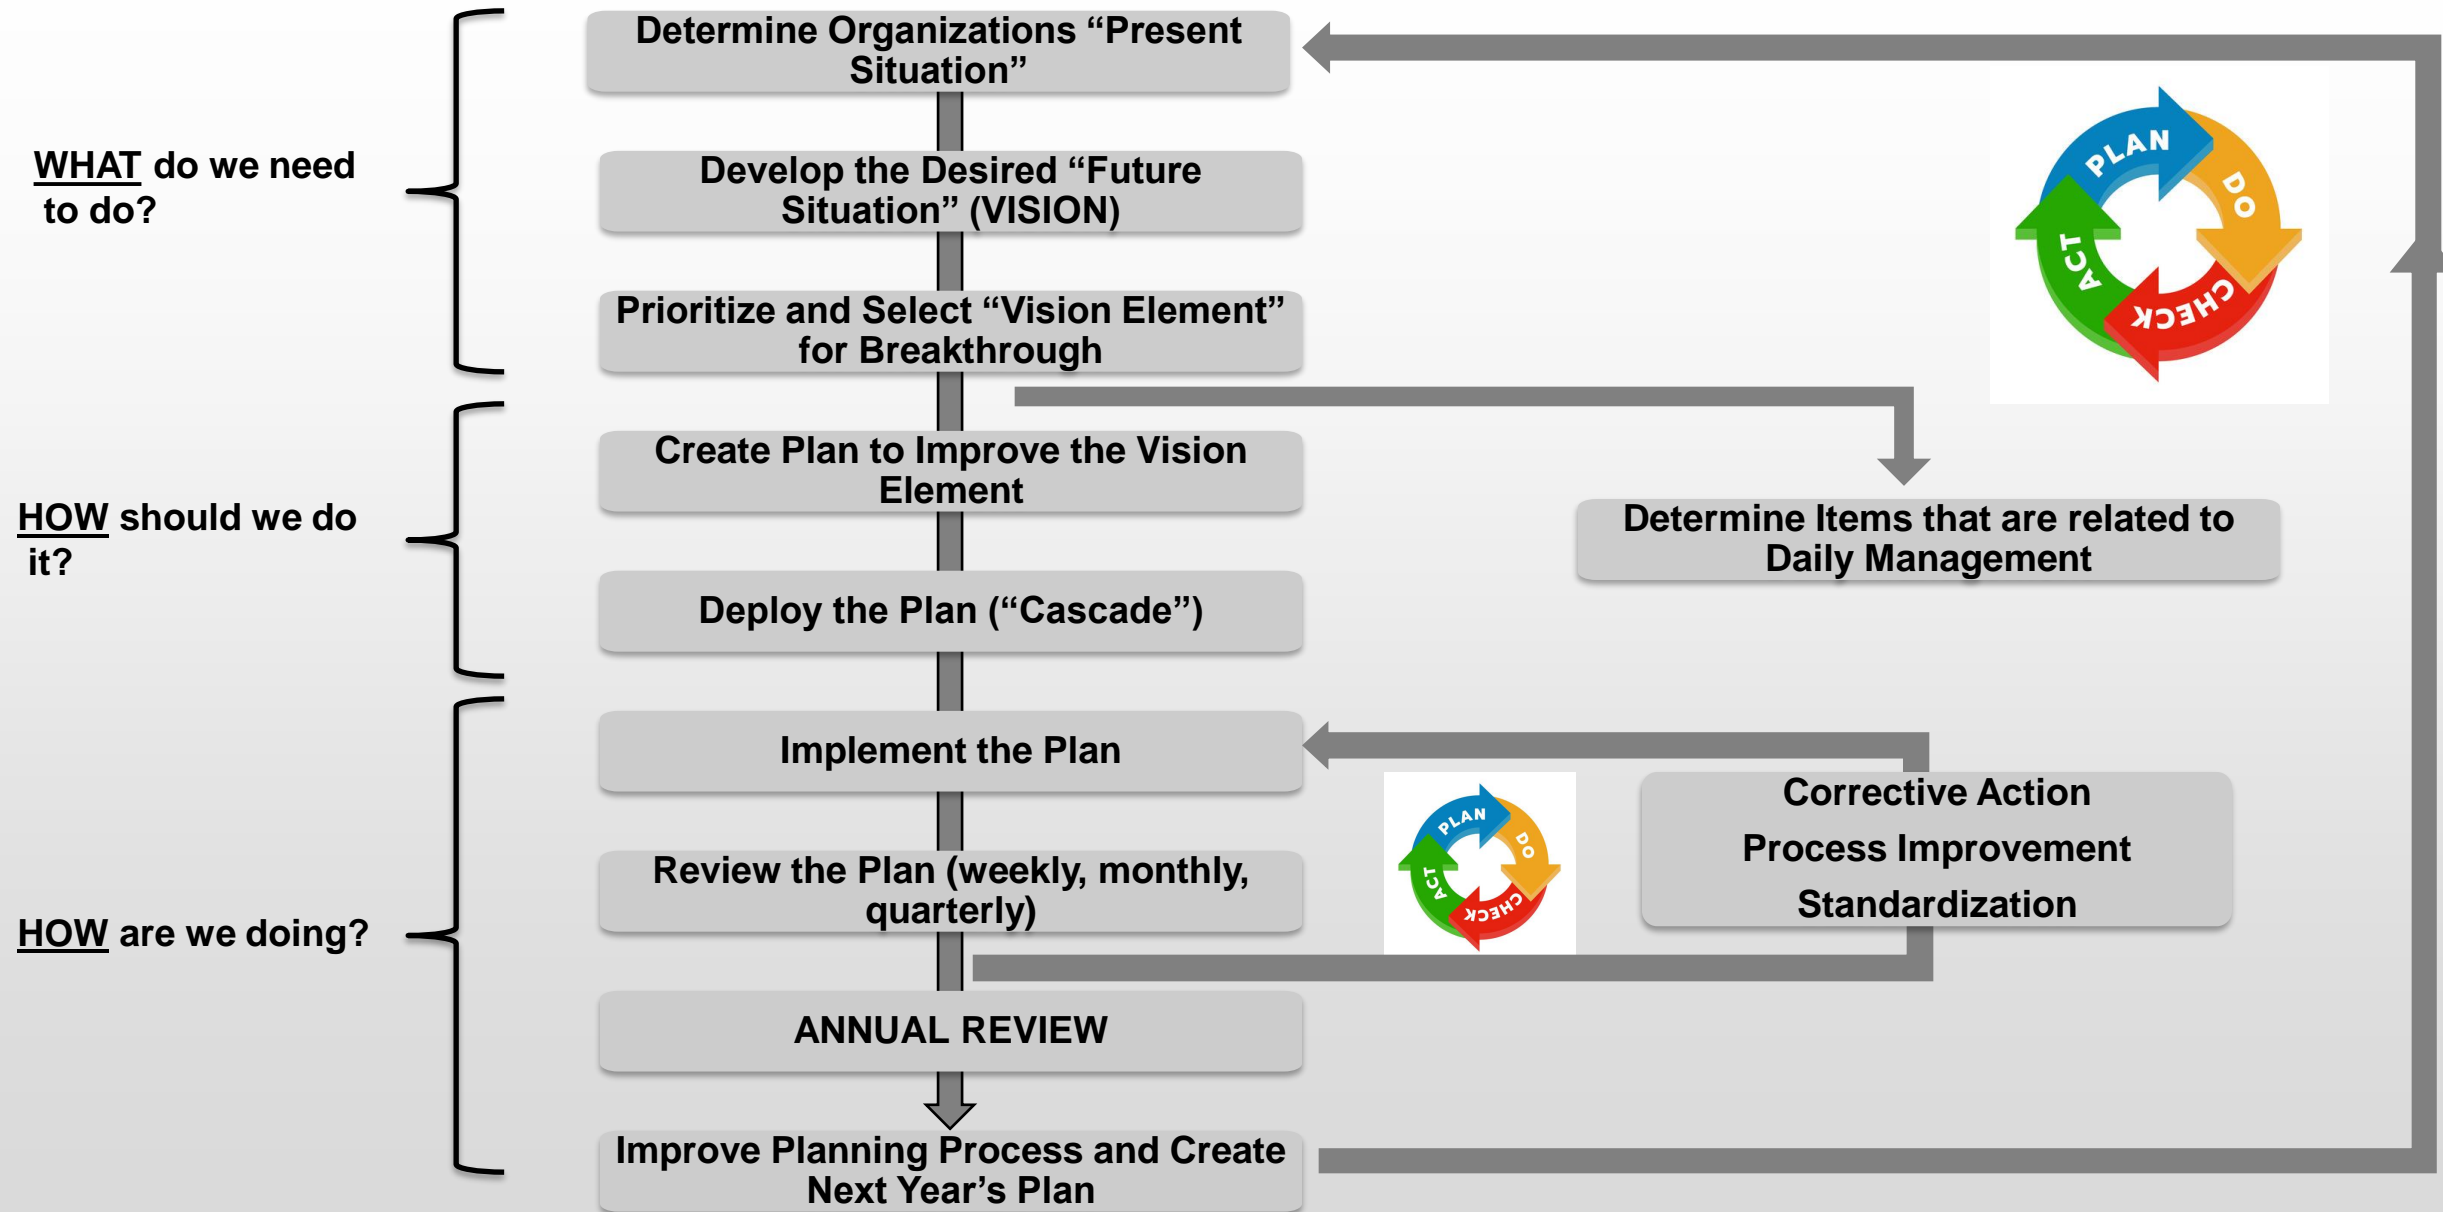 Determine Organizations “Present
Situation”
WHAT do we need
to do?
Develop the Desired “Future
Situation” (VISION)
Prioritize and Select “Vision Element”
for Breakthrough
PLAN
DO
CHECK
ACT
HOW should we do
it?
Create Plan to Improve the Vision
Element
Determine Items that are related to
Daily Management
Deploy the Plan (“Cascade”)
HOW are we doing?
Implement the Plan
Review the Plan (weekly, monthly,
quarterly)
PLAN
DO
CHECK
ACT
Corrective Action
Process Improvement
Standardization
ANNUAL REVIEW
Improve Planning Process and Create
Next Year’s Plan